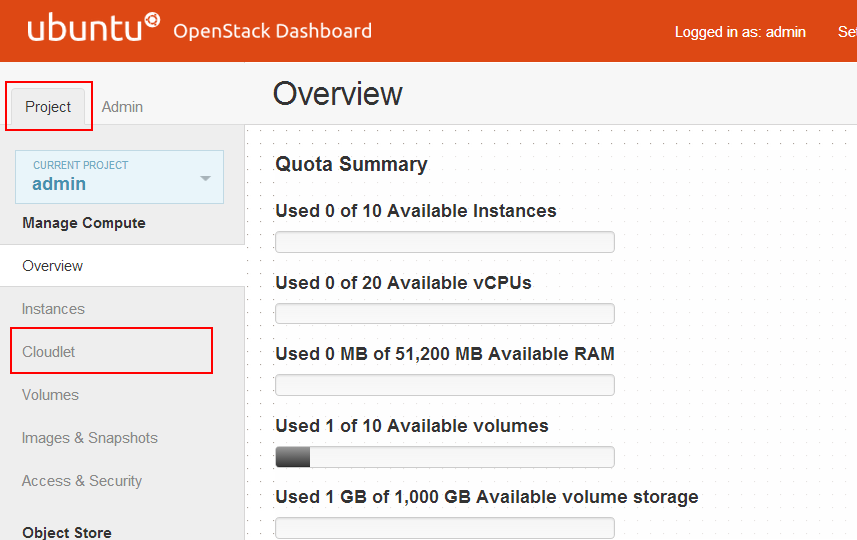 ubuntu OpenStack Dashboard
Logged in as: admin
Project
Admin
Overview
CURRENT PROJECT
admin
Manage Compute
Overview
Instances
Cloudlet
Volumes
Images & Snapshots
Access & Security
Object Store
Quota Summary
Used 0 of 10 Available Instances
Used 0 of 20 Available vCPUs
Used 0 MB of 51,200 MB Available RAM
Used 1 of 10 Available volumes
Used 1 GB of 1,000 GB Available volume storage